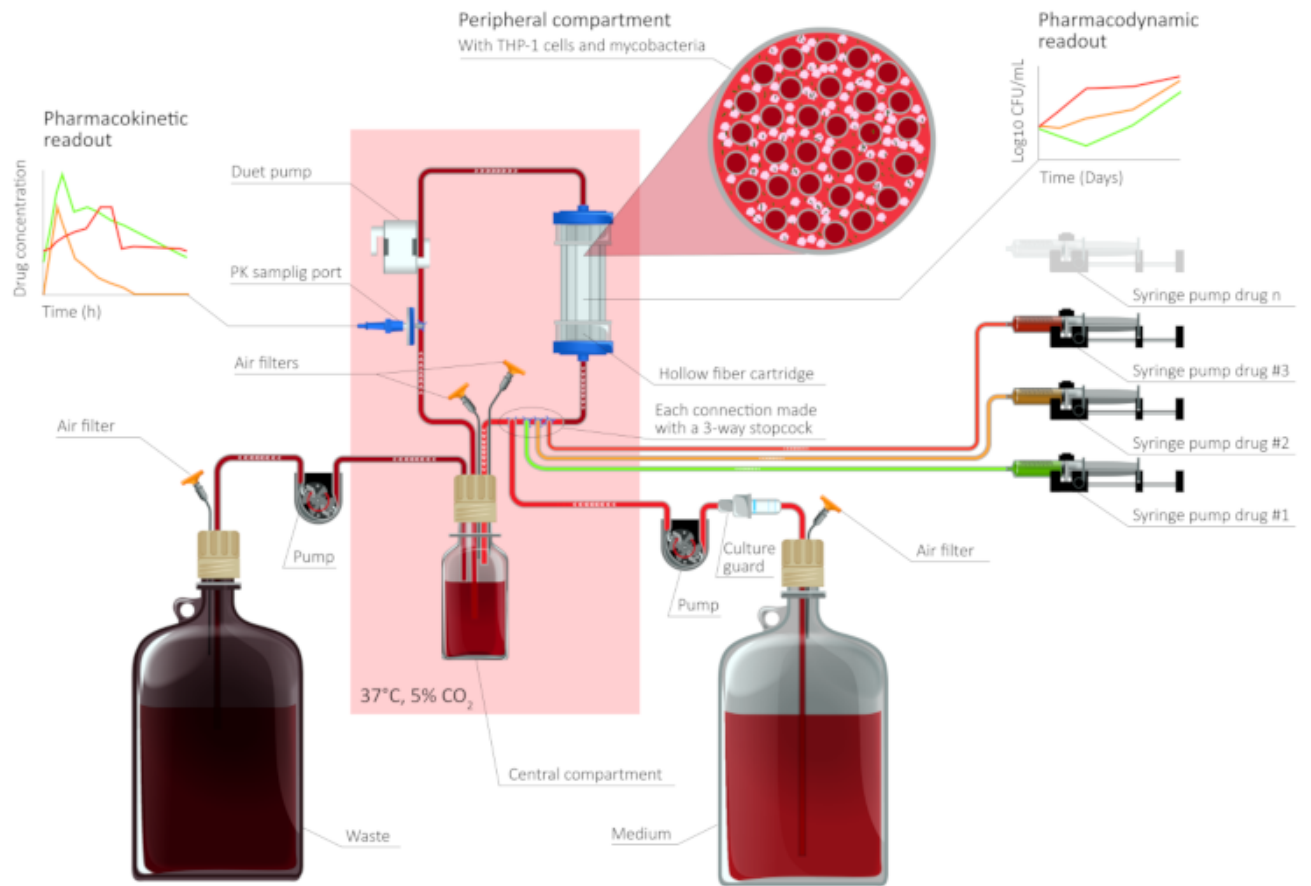 Peripheral compartment
With THP-1 cells and mycobacteria
Pharmacodynamic
readout
Log10 CFU/mL
Time (Days)
Pharmacokinetic
readout
Drug concentration
Time (h)
Duet pump
PK samplig port
Air filters
Air filter
Hollow fiber cartridge
Each connection made
with a 3-way stopcock
Syringe pump drug n
Syringe pump drug #3
Syringe pump drug #2
Syringe pump drug #1
Pump
Culture
guard
Air filter
Pump
37°C, 5% CO₂
Central compartment
Waste
Medium